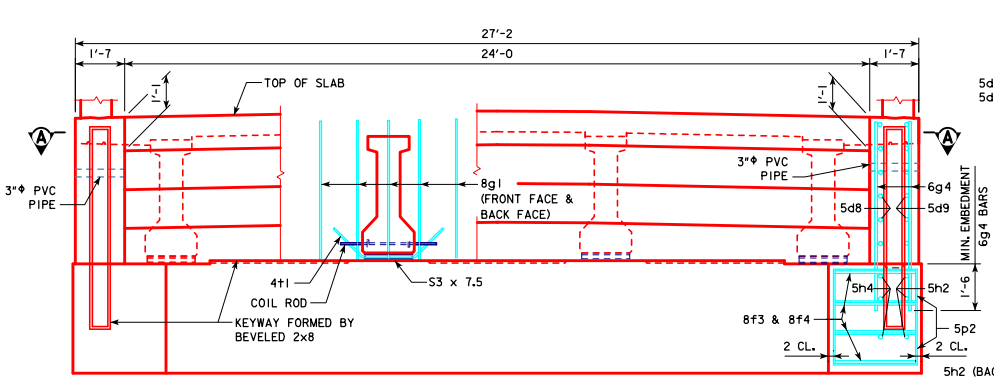 27'-2
1'-7
24'-0
1'-7
1'-1
TOP OF SLAB
1'-1
5d
5d
A
A
3"Φ PVC
PIPE
3"Φ PVC
PIPE
8g1
(FRONT FACE &
BACK FACE)
6g4
5d8
5d9
MIN. EMBEDMENT
6g4 BARS
4t1
S3 x 7.5
COIL ROD
KEYWAY FORMED BY
BEVELED 2x8
5h4
5h2
1'-6
8f3 & 8f4
5p2
2 CL.
2 CL.
5h2 (BAC